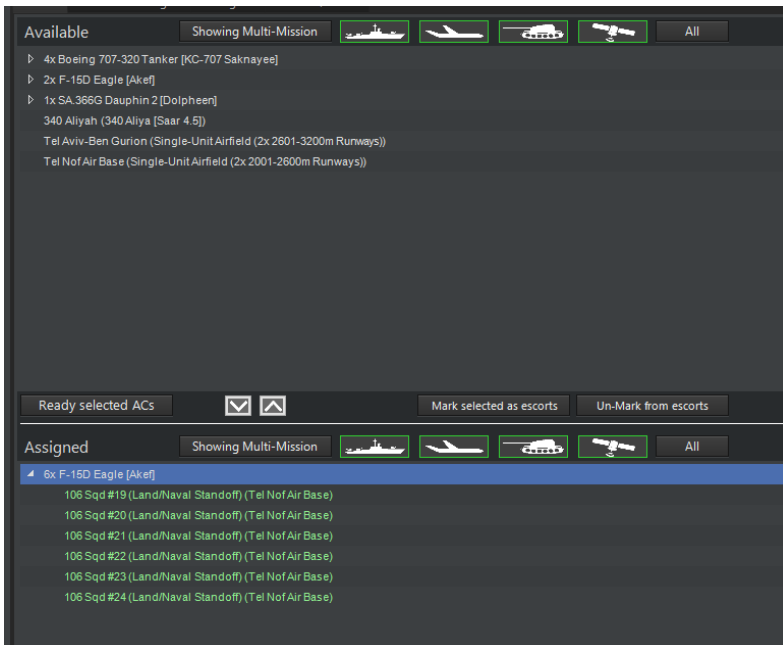 Available Showing Multi-Mission All
4x Boeing 707-320 Tanker [KC-707 Saknayee]
2x F-15D Eagle [Akef]
1x SA.366G Dauphin 2 [Dolpheen]
340 Aliyah (340 Aliya [Saar 4.5])
Tel Aviv-Ben Gurion (Single-Unit Airfield (2x 2601-3200m Runways))
Tel Nof Air Base (Single-Unit Airfield (2x 2001-2600m Runways))
Ready selected ACs Mark selected as escorts Un-Mark from escorts
Assigned Showing Multi-Mission All
6x F-15D Eagle [Akef]
106 Sqd #19 (Land/Naval Standoff) (Tel Nof Air Base)
106 Sqd #20 (Land/Naval Standoff) (Tel Nof Air Base)
106 Sqd #21 (Land/Naval Standoff) (Tel Nof Air Base)
106 Sqd #22 (Land/Naval Standoff) (Tel Nof Air Base)
106 Sqd #23 (Land/Naval Standoff) (Tel Nof Air Base)
106 Sqd #24 (Land/Naval Standoff) (Tel Nof Air Base)